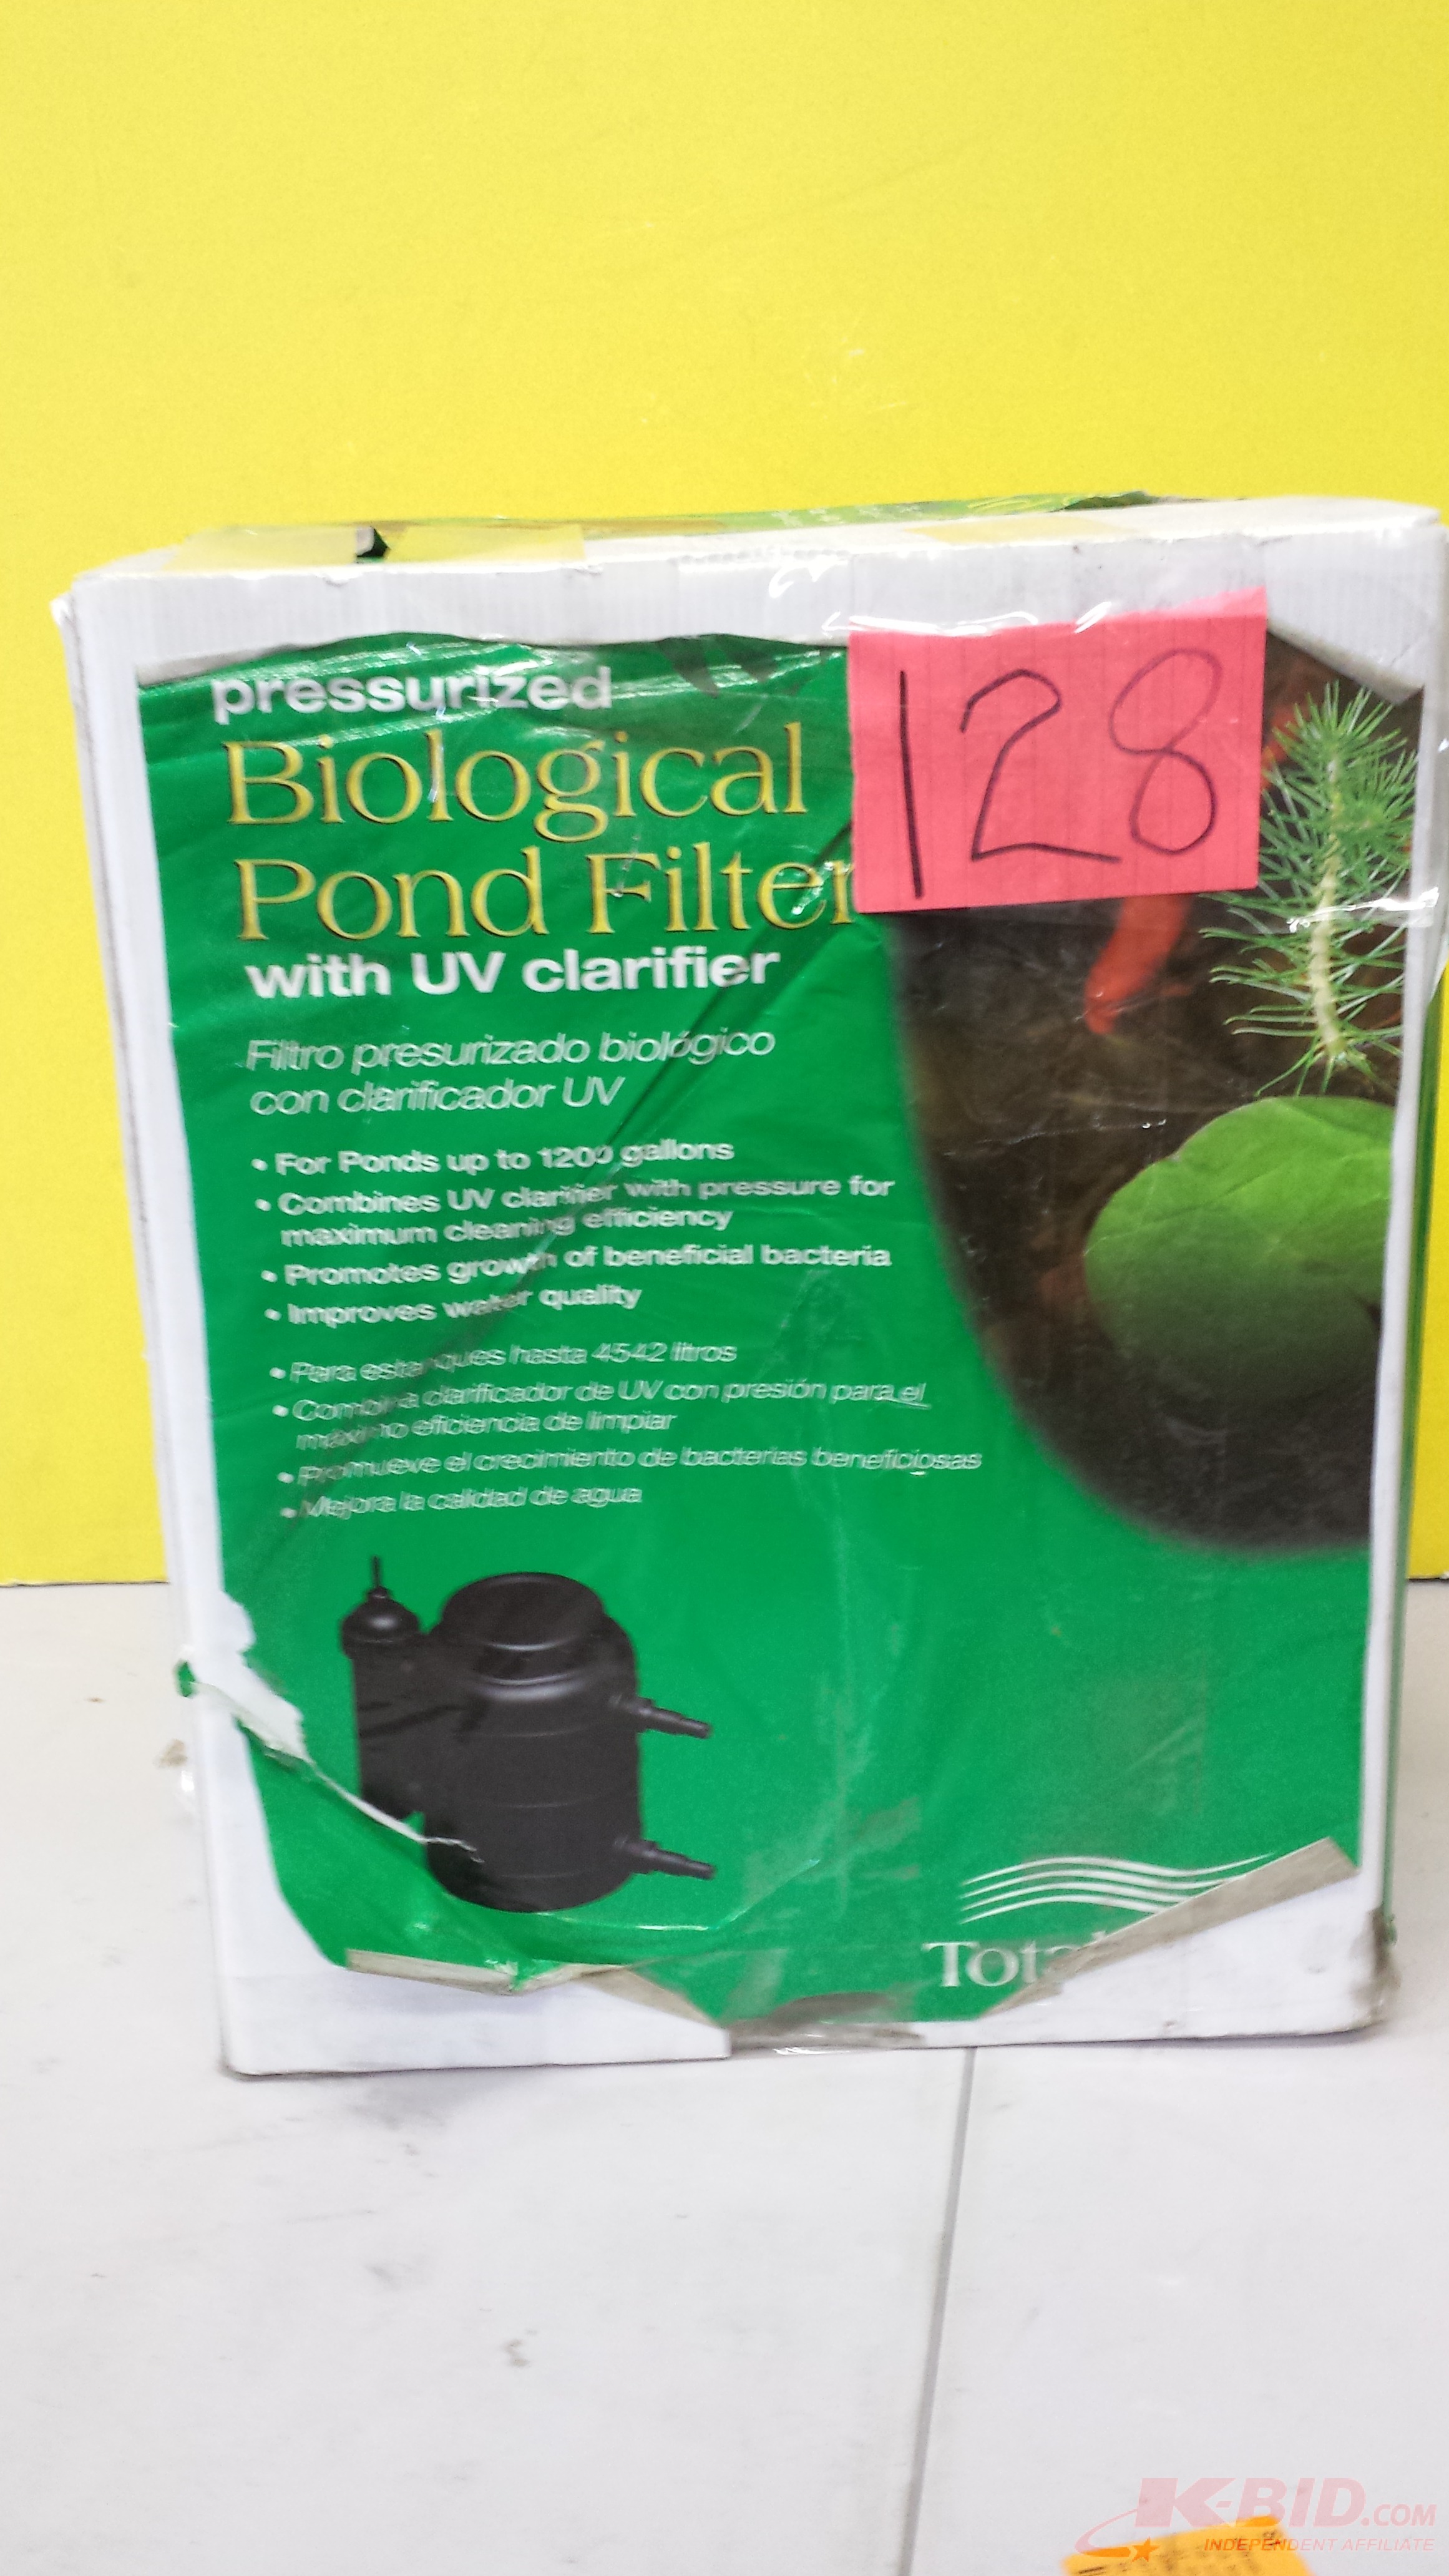 pressurized
128
Biological
Pond Filter
with UV clarifier
Filtro presurizado biológico
con clarificador UV
• For Ponds up to 1200 gallons
• Combines UV clarifier with pressure for
maximum cleaning efficiency
• Promotes growth of beneficial bacteria
• Improves water quality
• Para estanques hasta 4542 litros
• Combina clarificador de UV con presión para el
máximo eficiencia de limpiar
• Promueve el crecimiento de bacterias beneficiosas
• Mejora la calidad de agua
Total
K-BID.COM
INDEPENDENT AFFILIATE